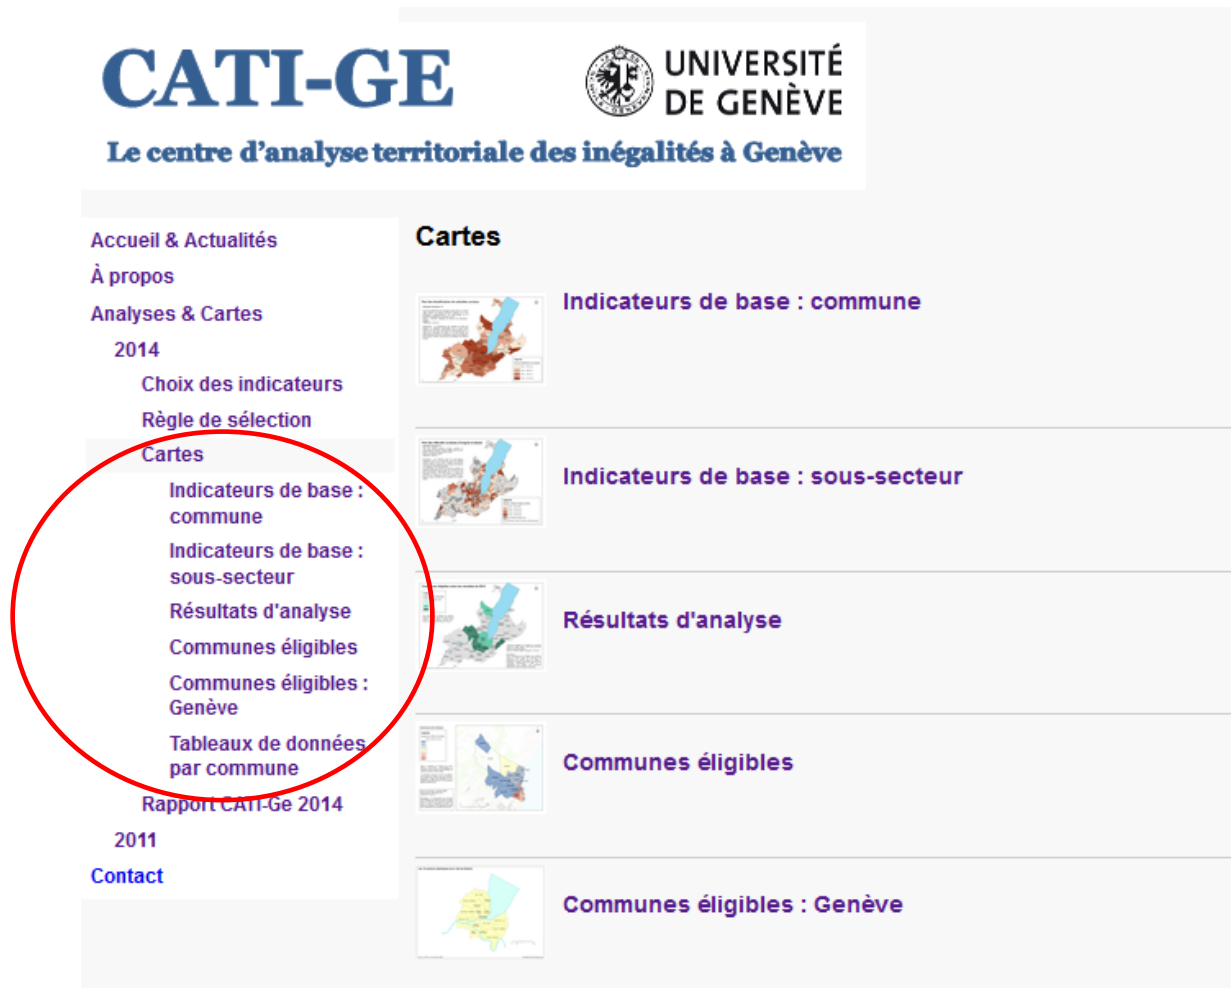 CATI-GE
UNIVERSITÉ
DE GENÈVE
Le centre d'analyse territoriale des inégalités à Genève
Accueil & Actualités
À propos
Analyses & Cartes
2014
Choix des indicateurs
Règle de sélection
Cartes
Indicateurs de base :
commune
Indicateurs de base :
sous-secteur
Résultats d'analyse
Communes éligibles
Communes éligibles :
Genève
Tableaux de données
par commune
Rapport CATI-Ge 2014
2011
Contact
Cartes
Indicateurs de base : commune
Indicateurs de base : sous-secteur
Résultats d'analyse
Communes éligibles
Communes éligibles : Genève